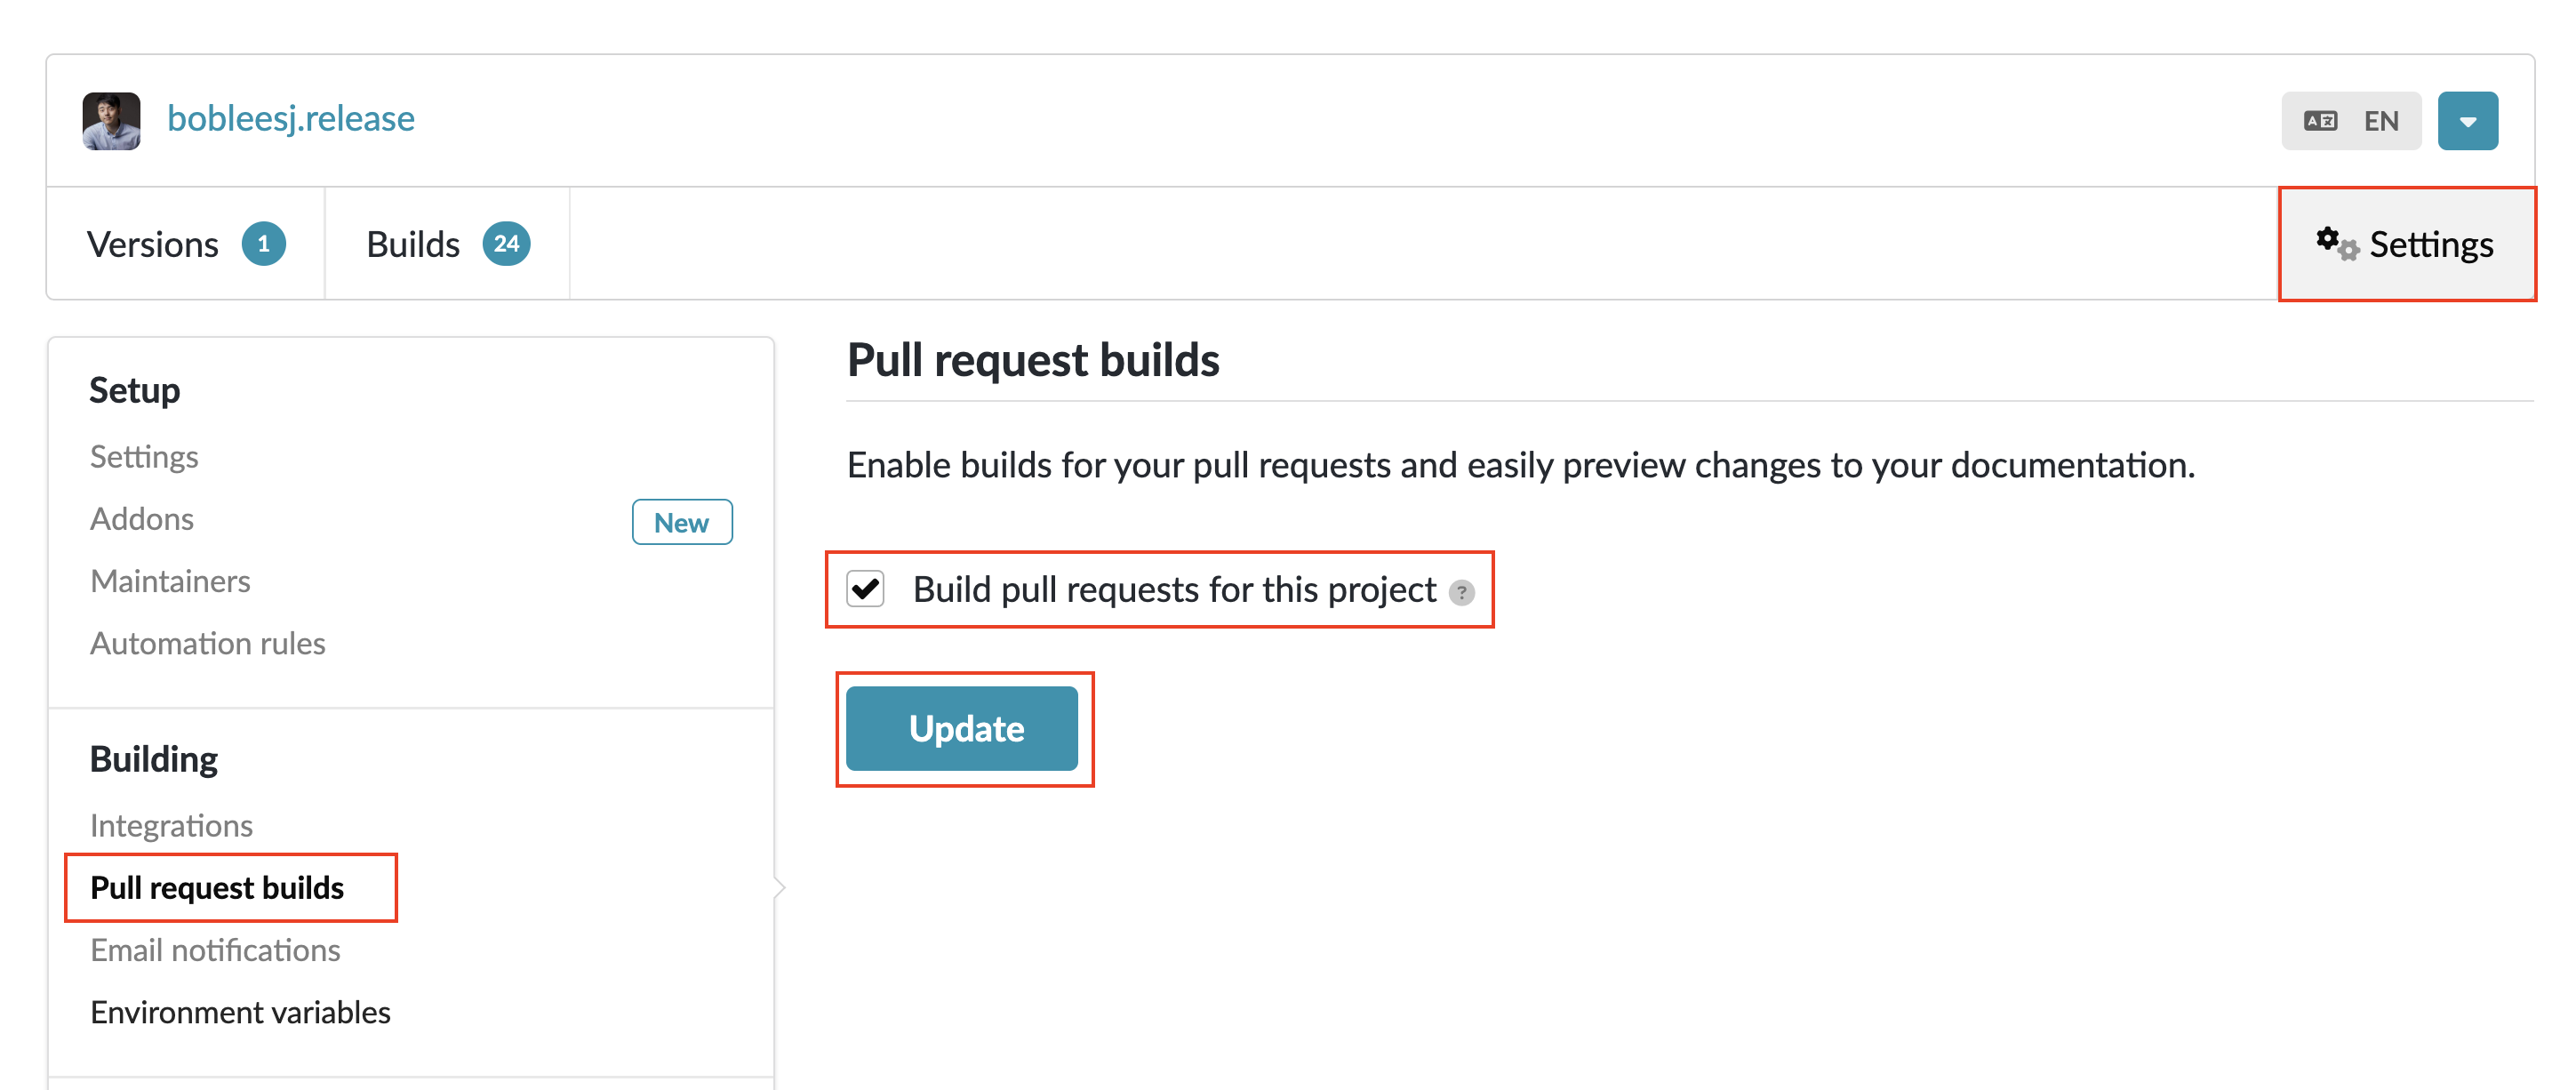 bobleesj.release
EN
Versions 1
Builds 24
Settings
Setup
Settings
Addons
New
Maintainers
Automation rules
Building
Integrations
Pull request builds
Email notifications
Environment variables
Pull request builds
Enable builds for your pull requests and easily preview changes to your documentation.
Build pull requests for this project ?
Update